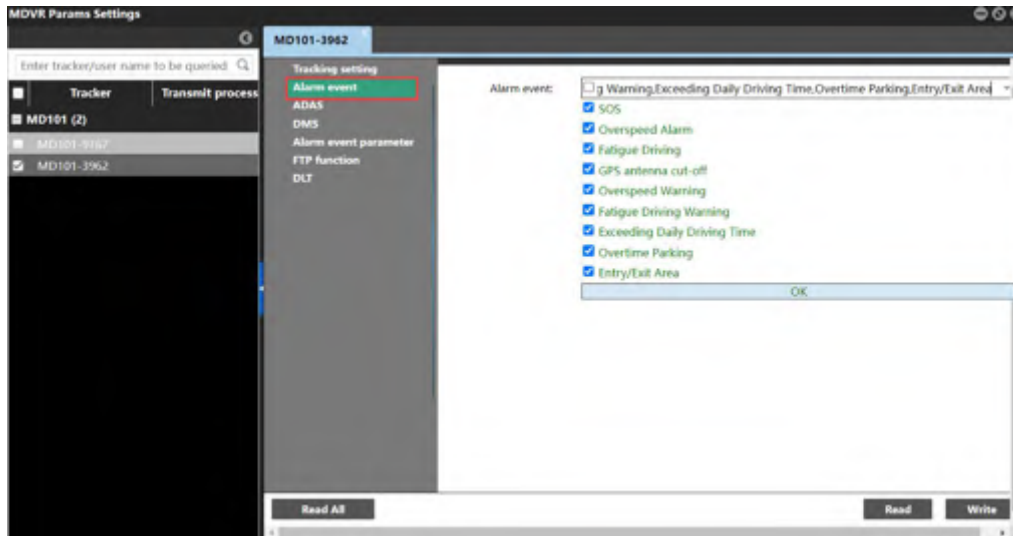 MDVR Params Settings
MD101-3962
Enter tracker/user name to be queried
Tracker Transmit process
MD101 (2)
MD101-9167
MD101-3962
Tracking setting
Alarm event
ADAS
DMS
Alarm event parameter
FTP function
DLT
Alarm event: g Warning,Exceeding Daily Driving Time,Overtime Parking,Entry/Exit Area
SOS
Overspeed Alarm
Fatigue Driving
GPS antenna cut-off
Overspeed Warning
Fatigue Driving Warning
Exceeding Daily Driving Time
Overtime Parking
Entry/Exit Area
OK
Read All
Read
Write